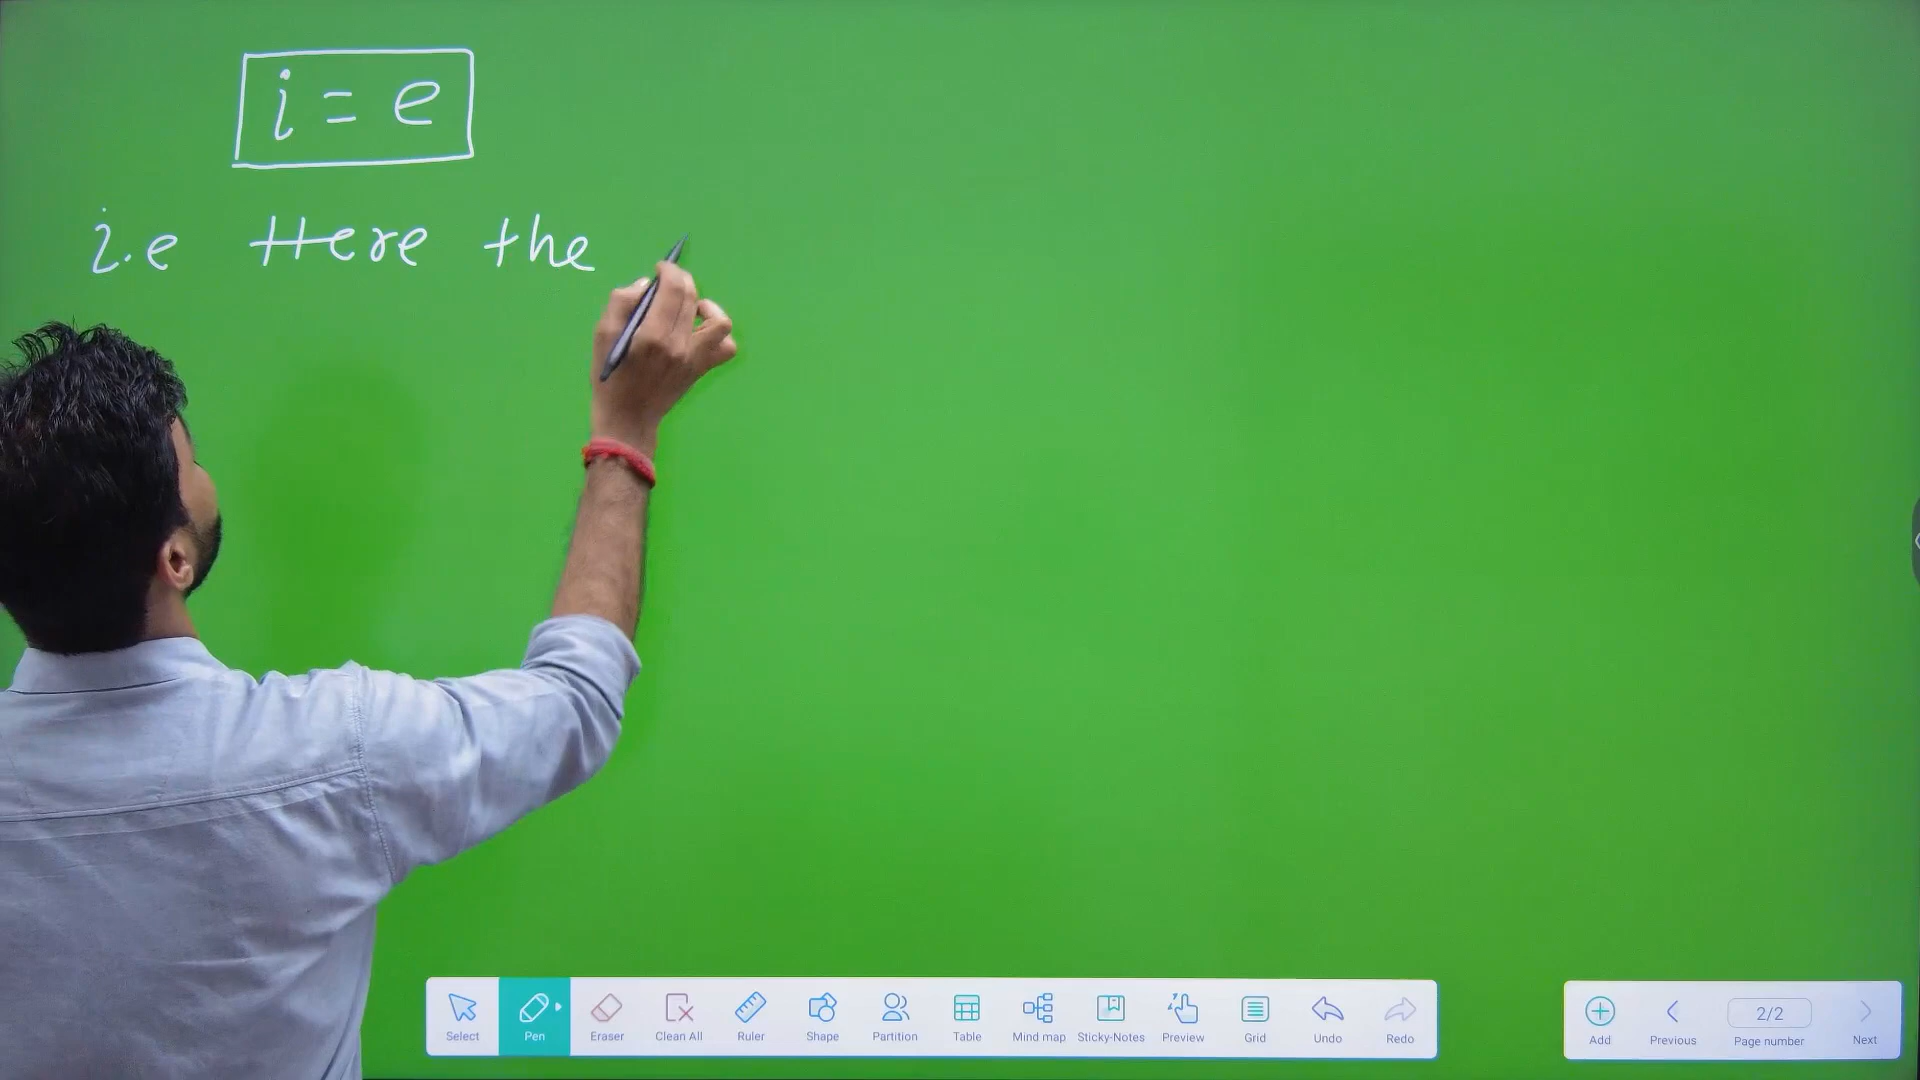 i = e
i.e Here the
Select Pen Eraser Clean All Ruler Shape Partition Table Mind map Sticky-Notes Preview Grid Undo Redo
Add Previous 2/2 Page number Next